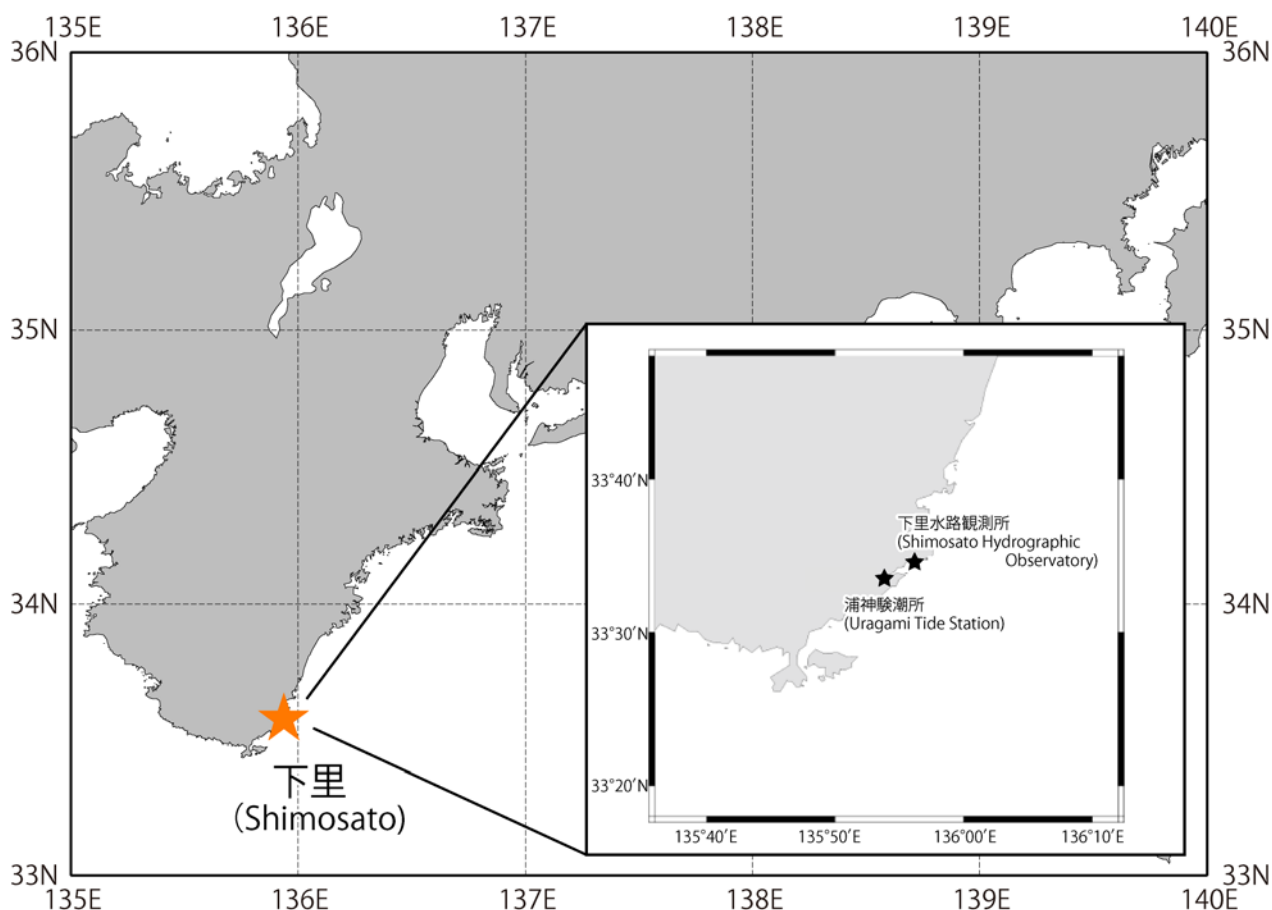 135E 136E 137E 138E 139E 140E
36N 36N
35N 35N
33°40′N
下里水路観測所
(Shimosato Hydrographic
Observatory)
浦神験潮所
(Uragami Tide Station)
34N 34N
33°30′N
下里
(Shimosato)
33°20′N
135°40′E 135°50′E 136°00′E 136°10′E
33N 33N
135E 136E 137E 138E 139E 140E